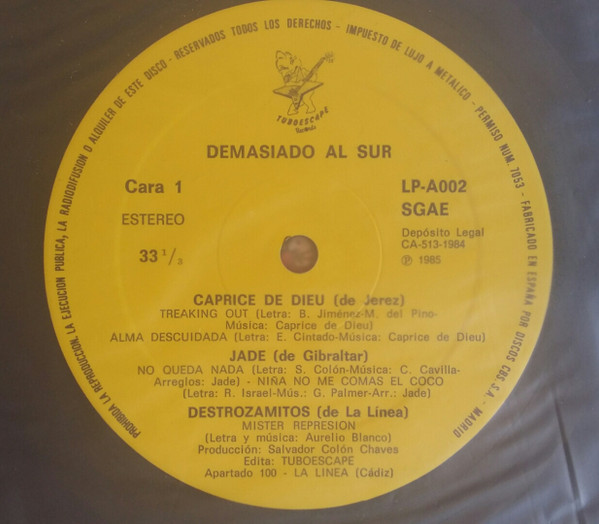 PROHIBIDA LA REPRODUCCION, LA EJECUCION PUBLICA, LA RADIODIFUSION O ALQUILER DE ESTE DISCO - RESERVADOS TODOS LOS DERECHOS - IMPUESTO DE LUJO A METALICO - PERMISO NUM. 7053 - FABRICADO EN ESPAÑA POR DISCOS CBS. S.A. - MADRID
TUBOESCAPE
Records
DEMASIADO AL SUR
Cara 1
LP-A002
ESTEREO
SGAE
Depósito Legal
CA-513-1984
33 1/3
℗ 1985
CAPRICE DE DIEU (de Jerez)
TREAKING OUT (Letra: B. Jiménez-M. del Pino-
Música: Caprice de Dieu)
ALMA DESCUIDADA (Letra: E. Cintado-Música: Caprice de Dieu)
JADE (de Gibraltar)
NO QUEDA NADA (Letra: S. Colón-Música: C. Cavilla-
Arreglos: Jade) - NIÑA NO ME COMAS EL COCO
(Letra: R. Israel-Mús.: G. Palmer-Arr.: Jade)
DESTROZAMITOS (de La Línea)
MISTER REPRESION
(Letra y música: Aurelio Blanco)
Producción: Salvador Colón Chaves
Edita: TUBOESCAPE
Apartado 100 - LA LINEA (Cádiz)